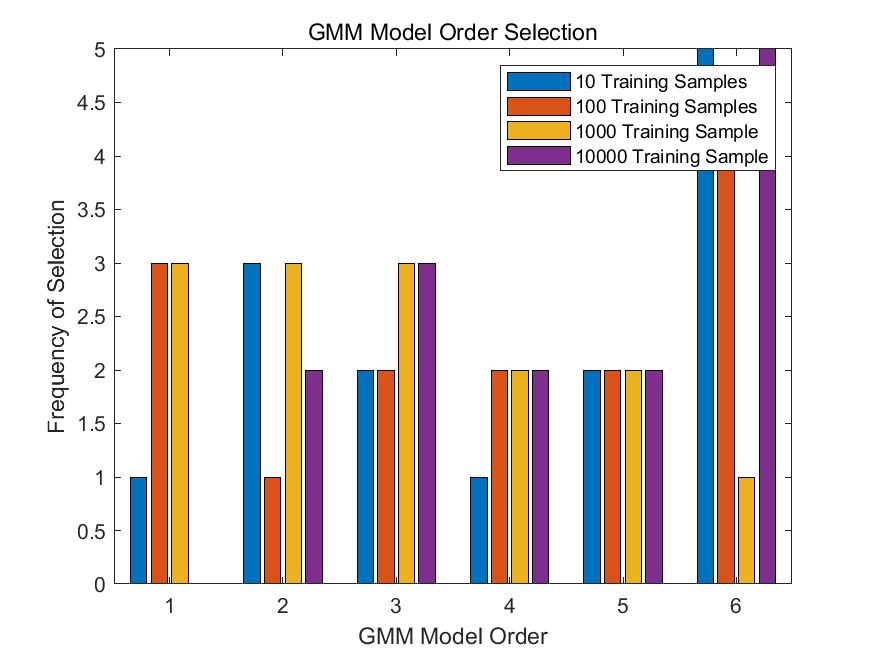 GMM Model Order Selection
5
4.5
4
3.5
3
2.5
2
1.5
1
0.5
0
Frequency of Selection
10 Training Samples
100 Training Samples
1000 Training Sample
10000 Training Sample
1 2 3 4 5 6
GMM Model Order